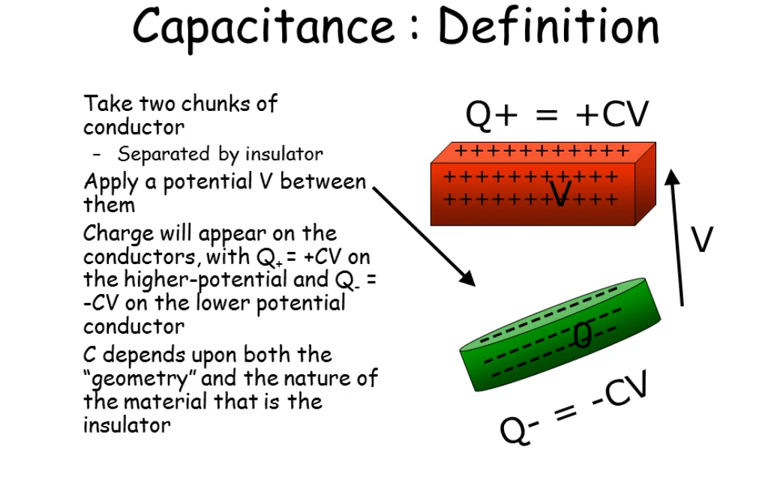 Capacitance : Definition
Take two chunks of
conductor
– Separated by insulator
Apply a potential V between
them
Charge will appear on the
conductors, with Q₊ = +CV on
the higher-potential and Q₋ =
-CV on the lower potential
conductor
C depends upon both the
“geometry” and the nature of
the material that is the
insulator
Q+ = +CV
+++++++++++
+++++++++++
V
+++++++++++
V
0
Q- = -CV